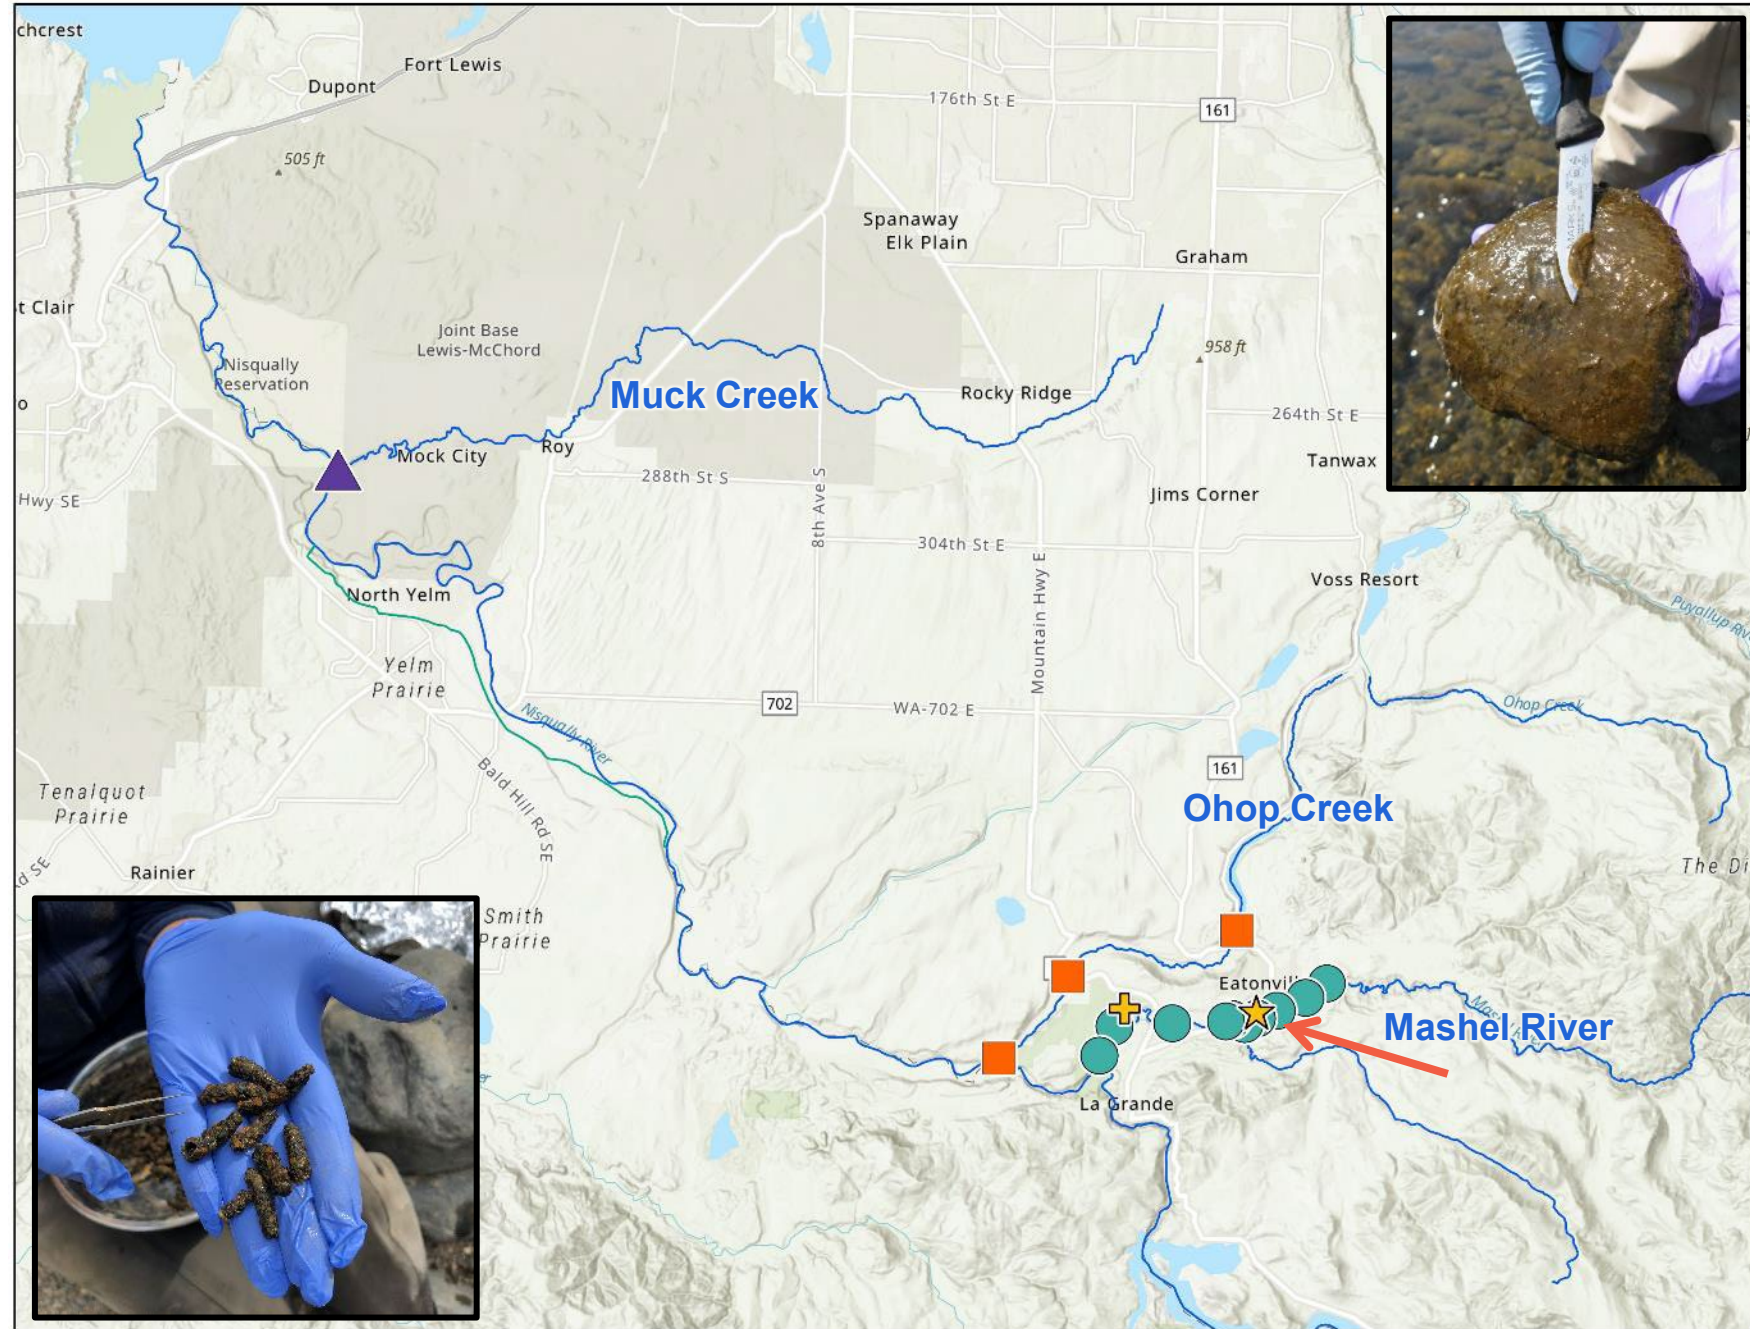 chcrest
Fort Lewis
Dupont
176th St E
161
505 ft
Spanaway
Elk Plain
Graham
t Clair
Joint Base
Lewis-McChord
958 ft
Nisqually
Reservation
Muck Creek
Rocky Ridge
o
264th St E
Roy
Mock City
Tanwax
288th St S
8th Ave S
Jims Corner
Hwy SE
304th St E
Mountain Hwy E
Voss Resort
North Yelm
Puyallup Riv
Yelm
Prairie
702
WA-702 E
Ohop Creek
Nisqually River
161
Bald Hill Rd SE
Tenalquot
Prairie
Ohop Creek
Rainier
d SE
The Di
Smith
Prairie
Eatonvill
Mashel River
La Grande